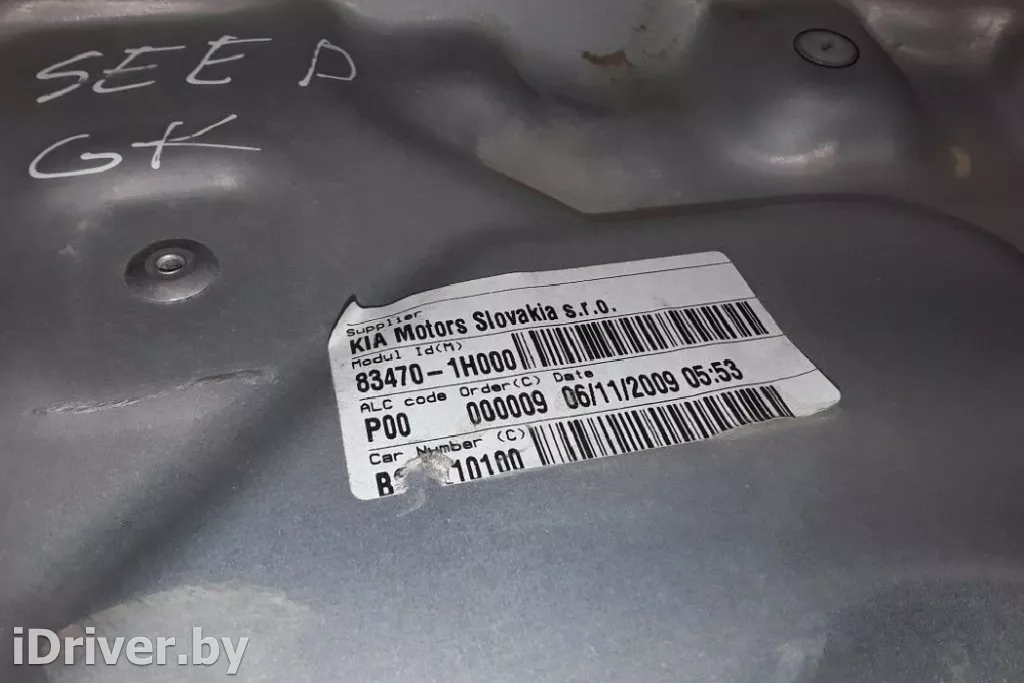 SEED
GK
Supplier
KIA Motors Slovakia s.r.o.
Modul Id(M)
83470-1H000
ALC code Order(C) Date
P00 000009 06/11/2009 05:53
Car Number (C)
10100
iDriver.by